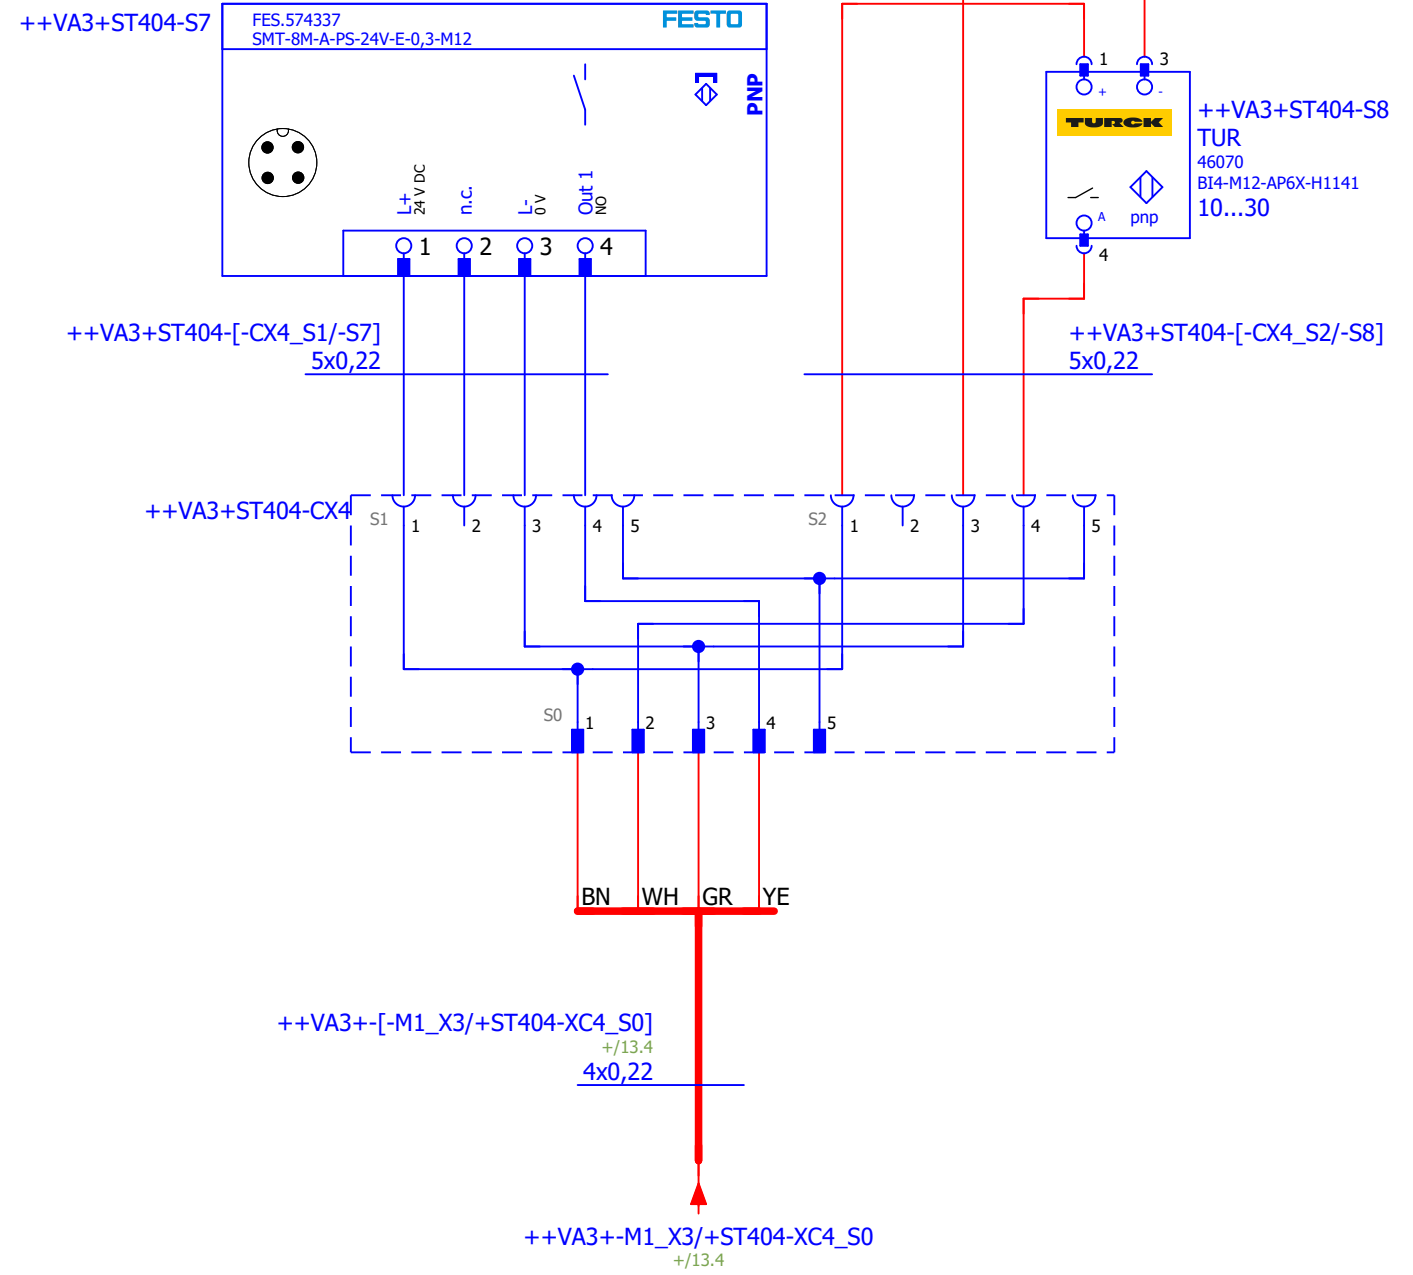 ++VA3+ST404-S7
FES.574337
SMT-8M-A-PS-24V-E-0,3-M12
FESTO
PNP
L+
24 V DC
n.c.
L-
0 V
Out 1
NO
1 2 3 4
1 3
+ -
TURCK
A
pnp
4
++VA3+ST404-S8
TUR
46070
BI4-M12-AP6X-H1141
10...30
++VA3+ST404-[-CX4_S1/-S7]
5x0,22
++VA3+ST404-[-CX4_S2/-S8]
5x0,22
++VA3+ST404-CX4
S1 1 2 3 4 5 S2 1 2 3 4 5
S0 1 2 3 4 5
BN WH GR YE
++VA3+-[-M1_X3/+ST404-XC4_S0]
+/13.4
4x0,22
++VA3+-M1_X3/+ST404-XC4_S0
+/13.4